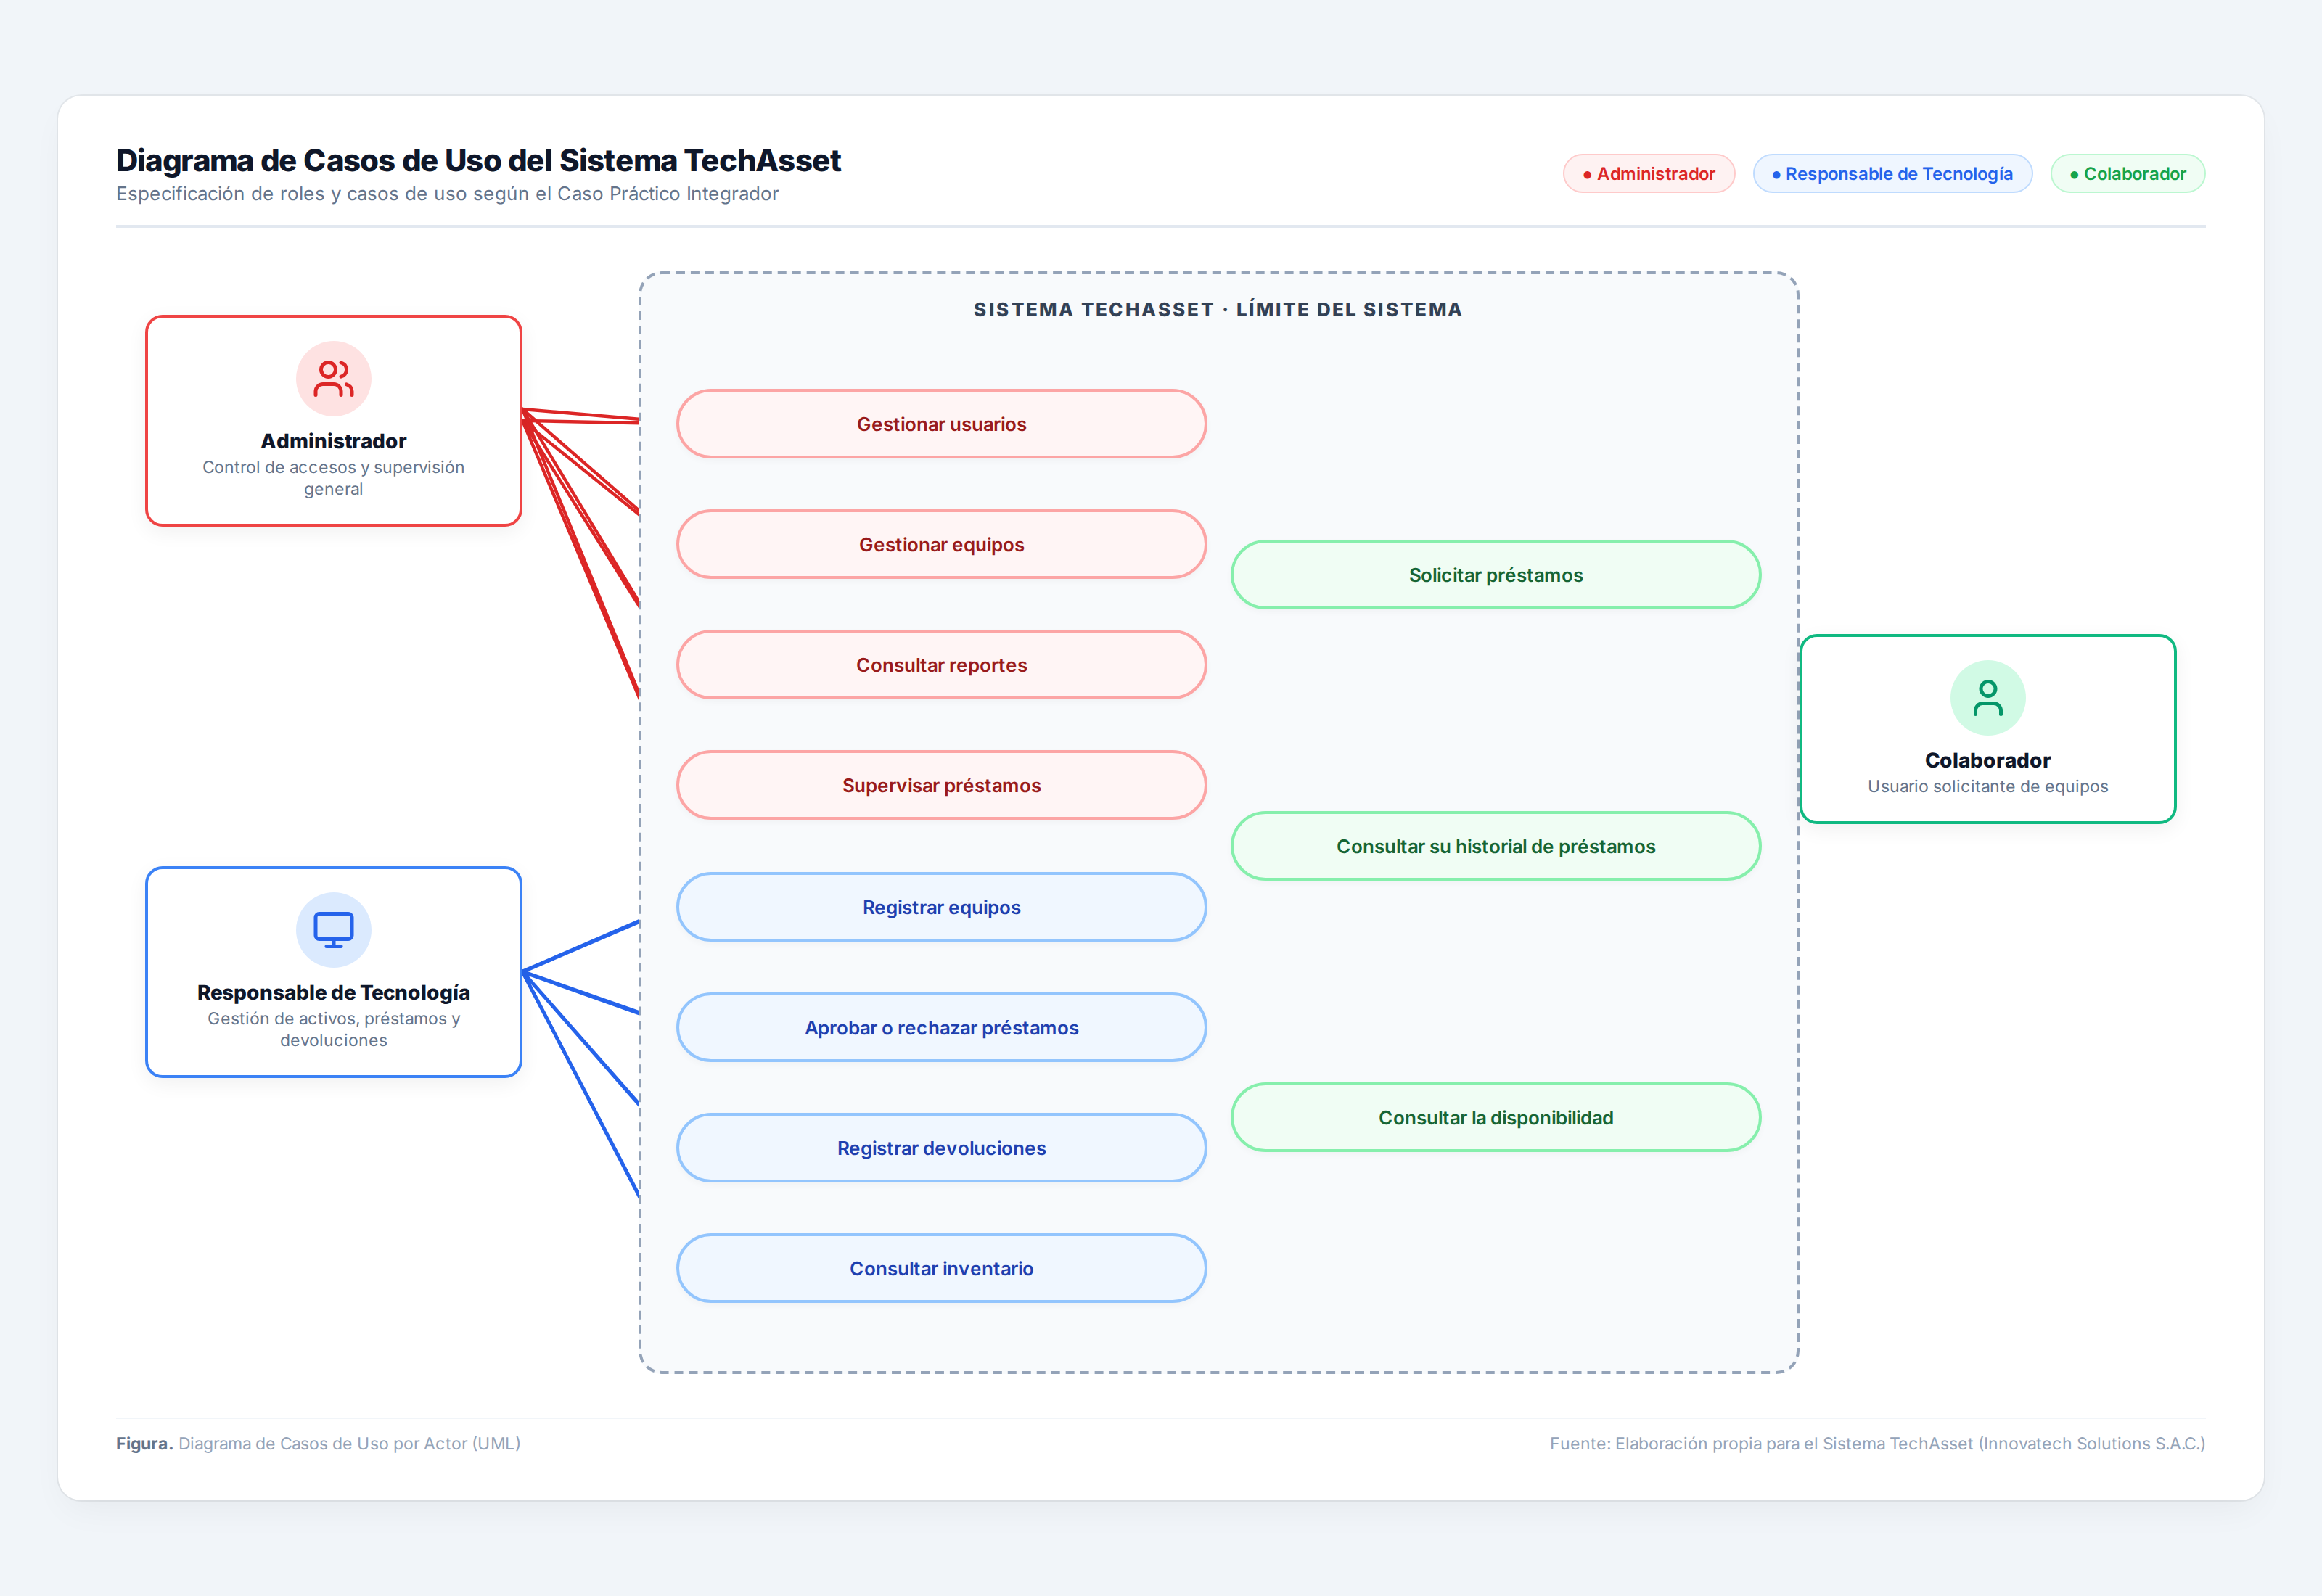 Diagrama de Casos de Uso del Sistema TechAsset
Especificación de roles y casos de uso según el Caso Práctico Integrador
● Administrador
● Responsable de Tecnología
● Colaborador
SISTEMA TECHASSET · LÍMITE DEL SISTEMA
Administrador
Control de accesos y supervisión
general
Responsable de Tecnología
Gestión de activos, préstamos y
devoluciones
Gestionar usuarios
Gestionar equipos
Consultar reportes
Supervisar préstamos
Registrar equipos
Aprobar o rechazar préstamos
Registrar devoluciones
Consultar inventario
Solicitar préstamos
Consultar su historial de préstamos
Consultar la disponibilidad
Colaborador
Usuario solicitante de equipos
Figura. Diagrama de Casos de Uso por Actor (UML)
Fuente: Elaboración propia para el Sistema TechAsset (Innovatech Solutions S.A.C.)